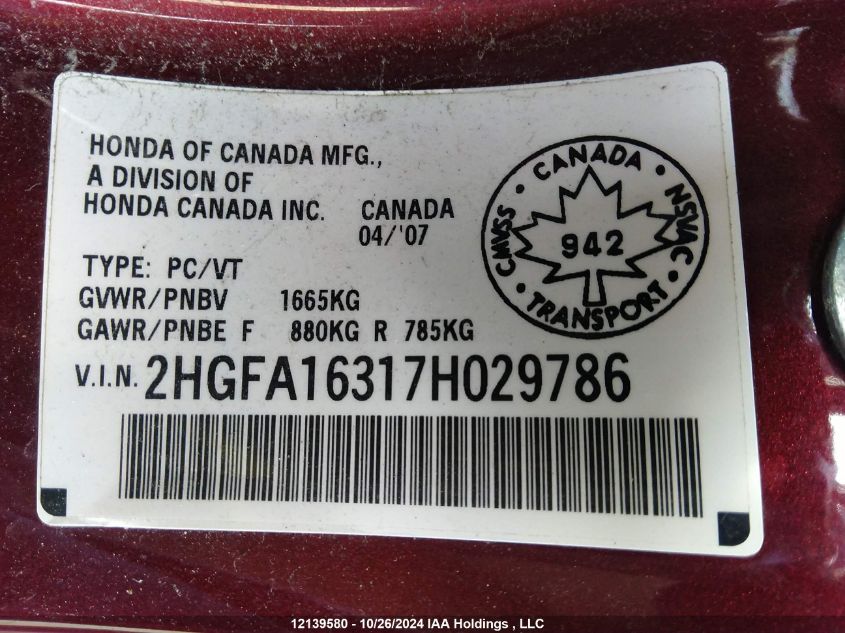 HONDA OF CANADA MFG.,
A DIVISION OF
HONDA CANADA INC. CANADA
04/'07
TYPE: PC/VT
GVWR/PNBV 1665KG
GAWR/PNBE F 880KG R 785KG
V.I.N. 2HGFA16317H029786
CMVSS • CANADA • NSVAC • TRANSPORT •
942
12139580 - 10/26/2024 IAA Holdings , LLC